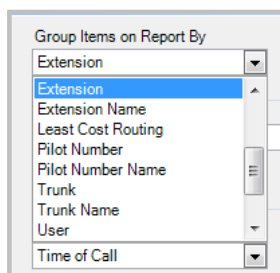 Group Items on Report By
Extension
Extension
Extension Name
Least Cost Routing
Pilot Number
Pilot Number Name
Trunk
Trunk Name
User
Time of Call